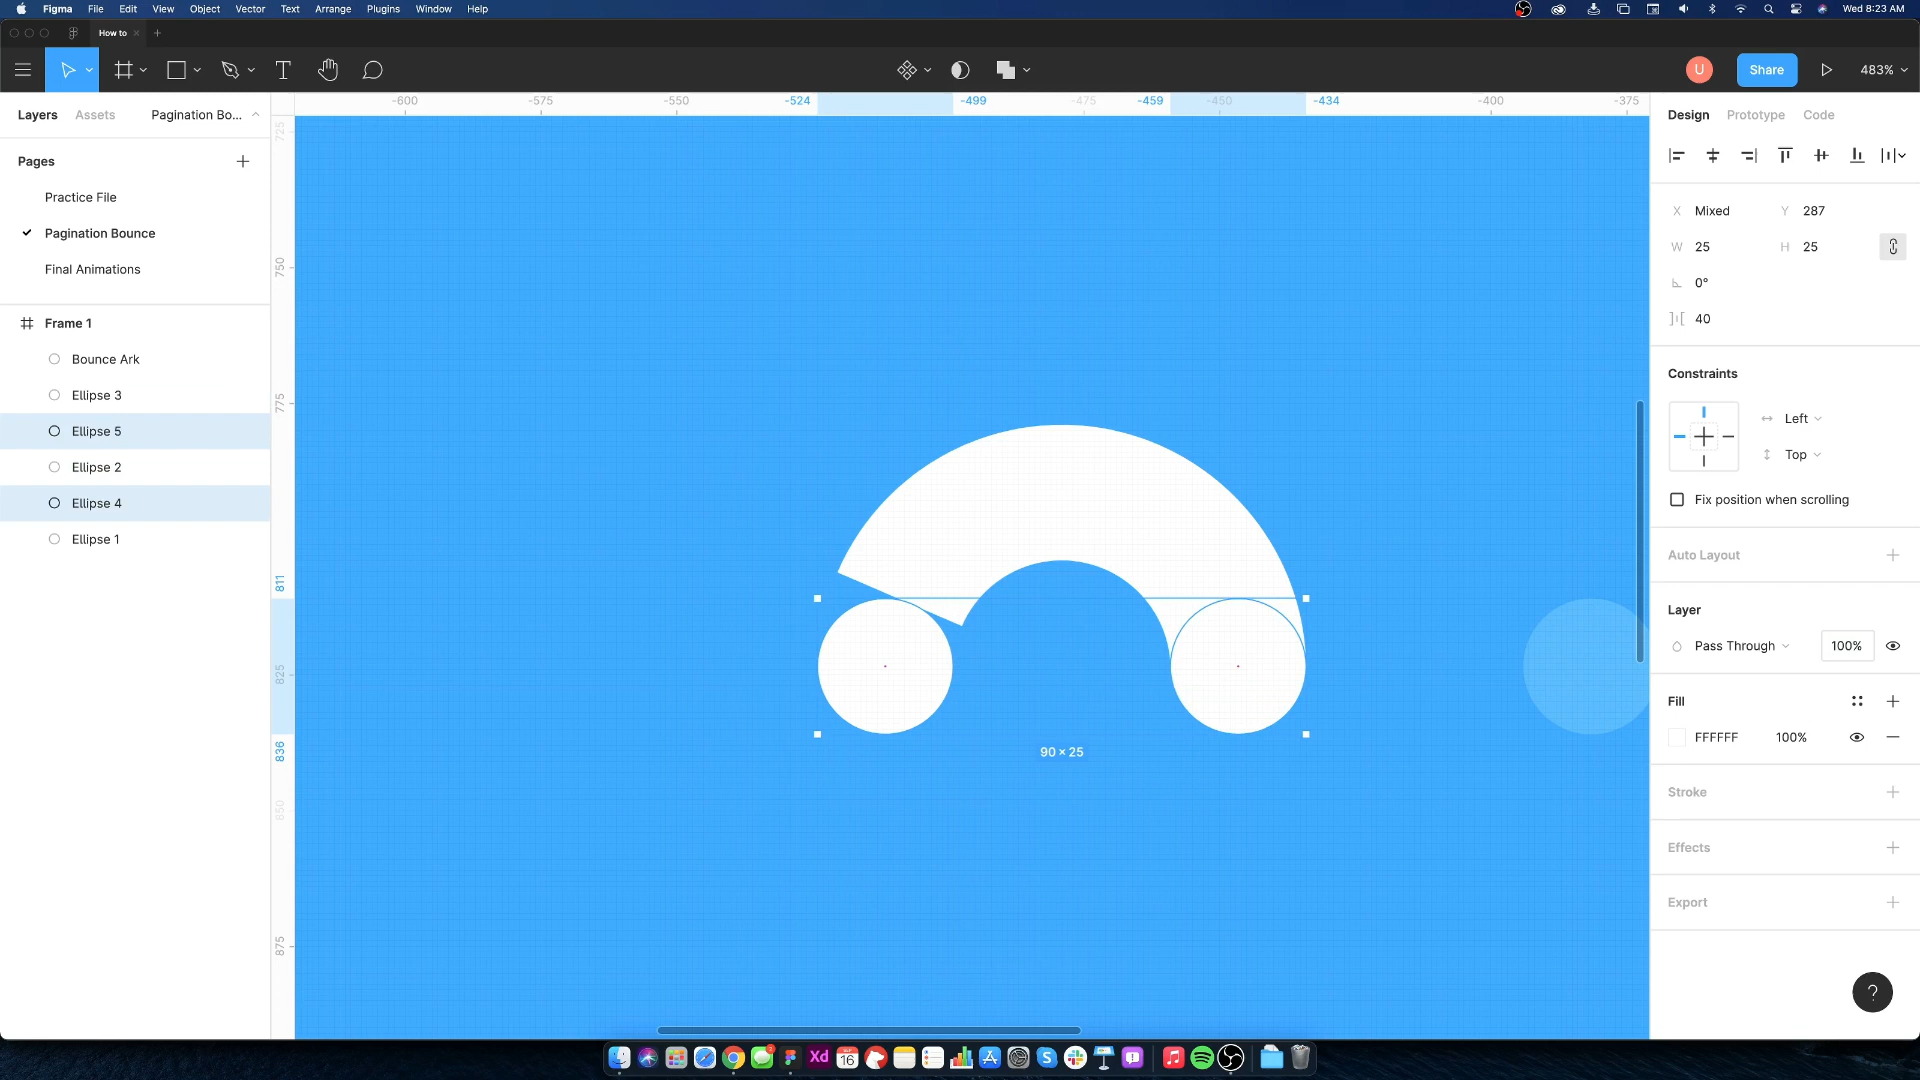 Figma File Edit View Object Vector Text Arrange Plugins Window Help Wed 8:23 AM
How to
U Share 483%
Layers Assets Pagination Bo...
-600 -575 -550 -524 -499 -475 -459 -450 -434 -400 -375
Design Prototype Code
Pages
Practice File
Pagination Bounce
Final Animations
Frame 1
Bounce Ark
Ellipse 3
Ellipse 5
Ellipse 2
Ellipse 4
Ellipse 1
725
750
775
811
825
836
850
875
90 × 25
X Mixed Y 287
W 25 H 25
0°
40
Constraints
Left
Top
Fix position when scrolling
Auto Layout
Layer
Pass Through 100%
Fill
FFFFFF 100%
Stroke
Effects
Export
?
Xd
16